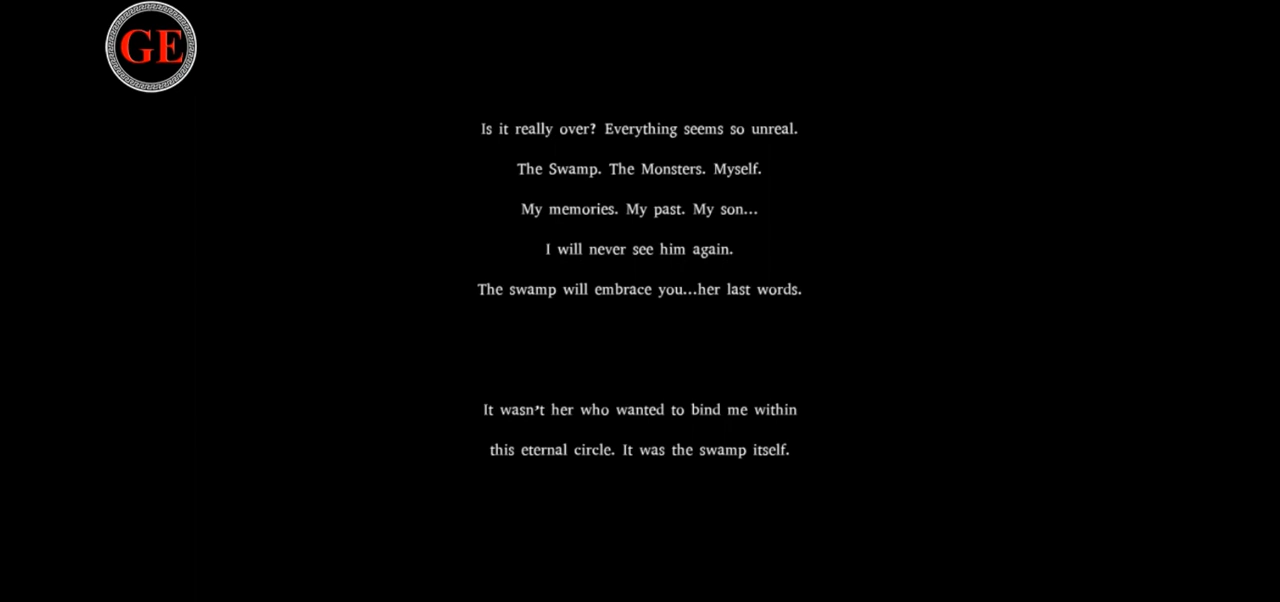 GE
Is it really over? Everything seems so unreal.
The Swamp. The Monsters. Myself.
My memories. My past. My son...
I will never see him again.
The swamp will embrace you...her last words.
It wasn't her who wanted to bind me within
this eternal circle. It was the swamp itself.